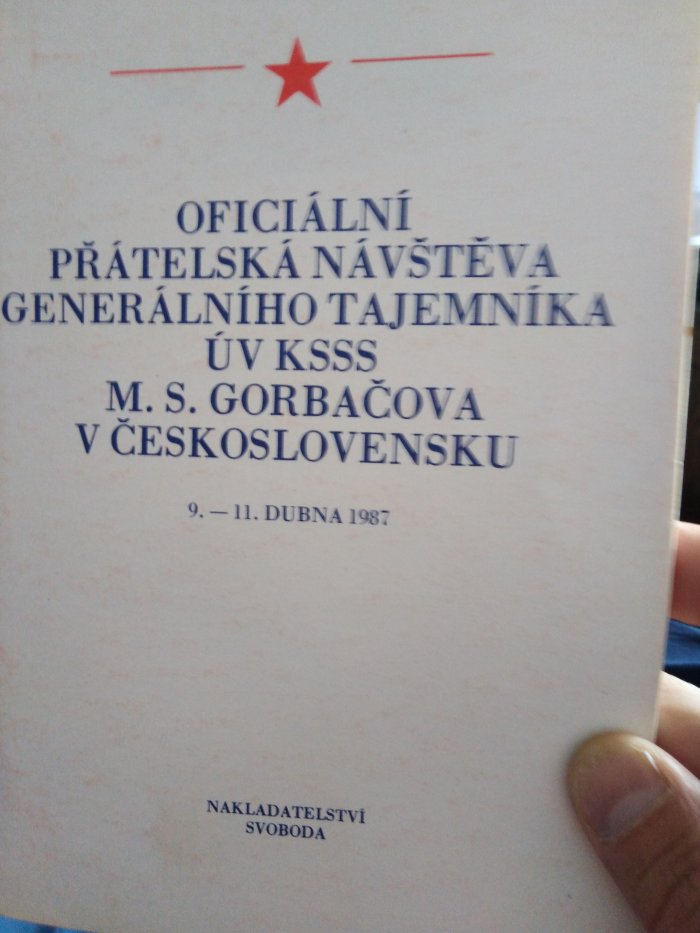 OFICIÁLNÍ
PŘÁTELSKÁ NÁVŠTĚVA
GENERÁLNÍHO TAJEMNÍKA
ÚV KSSS
M. S. GORBAČOVA
V ČESKOSLOVENSKU
9. — 11. DUBNA 1987
NAKLADATELSTVÍ
SVOBODA